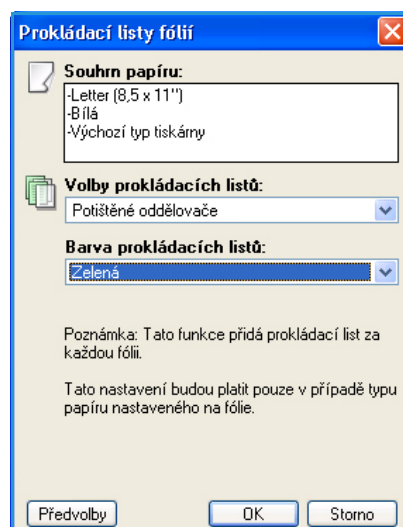 Prokládací listy fólií
Souhrn papíru:
-Letter (8,5 x 11")
-Bílá
-Výchozí typ tiskárny
Volby prokládacích listů:
Potištěné oddělovače
Barva prokládacích listů:
Zelená
Poznámka: Tato funkce přidá prokládací list za
každou fólii.
Tato nastavení budou platit pouze v případě typu
papíru nastaveného na fólie.
Předvolby
OK
Storno